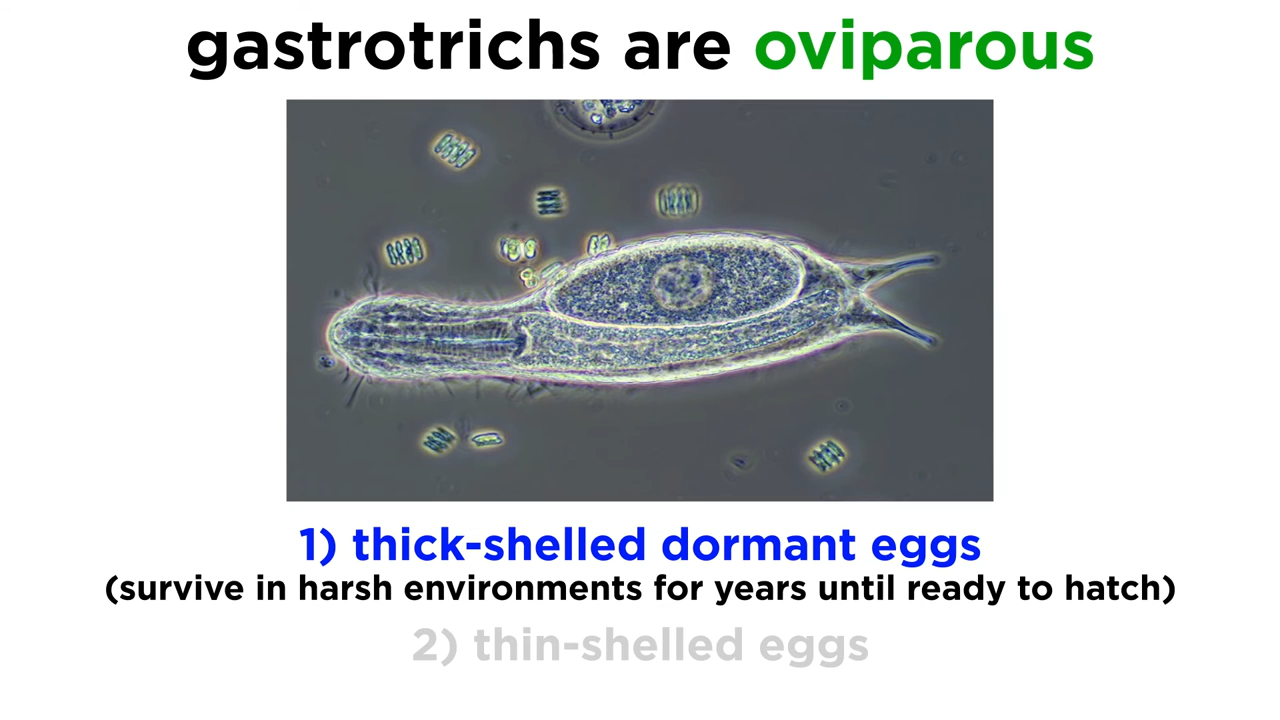 gastrotrichs are oviparous
1) thick-shelled dormant eggs
(survive in harsh environments for years until ready to hatch)
2) thin-shelled eggs